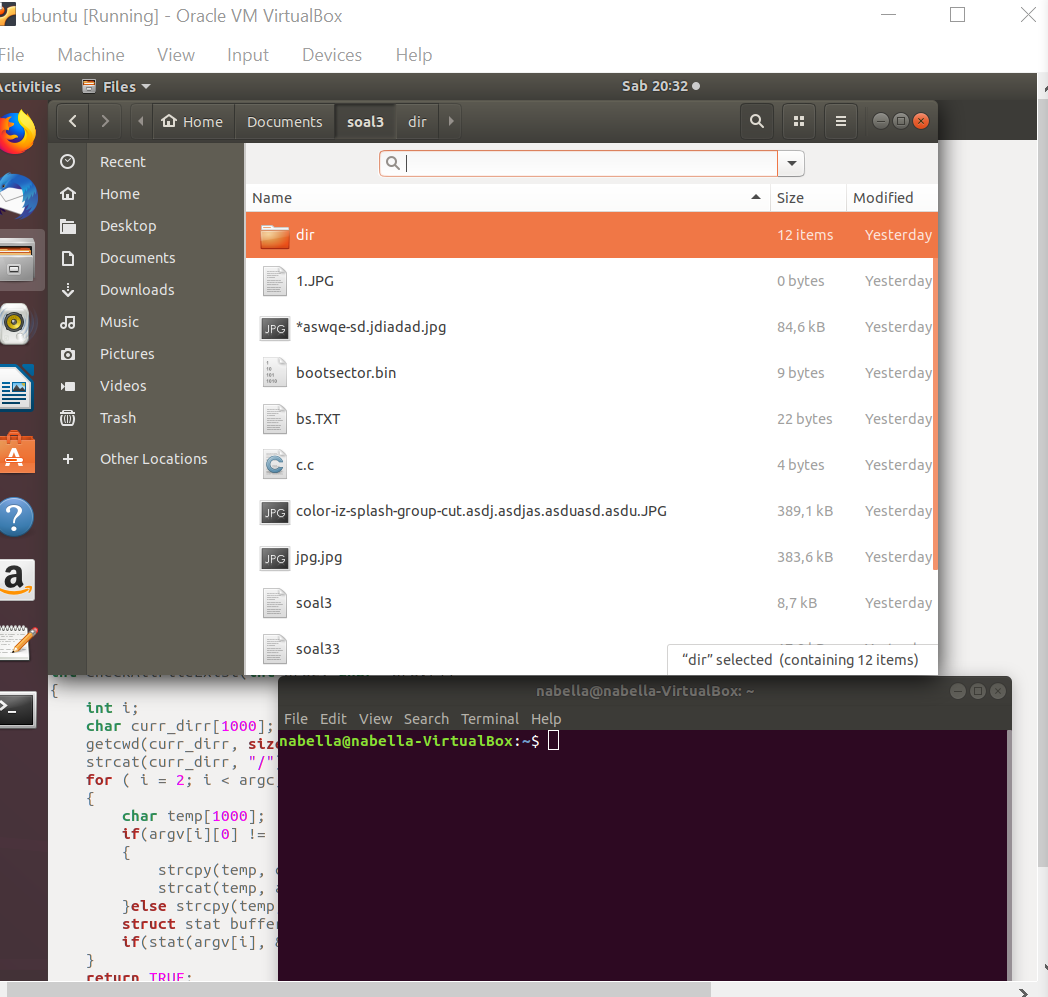 ubuntu [Running] - Oracle VM VirtualBox
File Machine View Input Devices Help
Activities Files Sab 20:32
Home Documents soal3 dir
Recent
Home
Desktop
Documents
Downloads
Music
Pictures
Videos
Trash
Other Locations
Name Size Modified
dir 12 items Yesterday
1.JPG 0 bytes Yesterday
*aswqe-sd.jdiadad.jpg 84,6 kB Yesterday
bootsector.bin 9 bytes Yesterday
bs.TXT 22 bytes Yesterday
c.c 4 bytes Yesterday
color-iz-splash-group-cut.asdj.asdjas.asduasd.asdu.JPG 389,1 kB Yesterday
jpg.jpg 383,6 kB Yesterday
soal3 8,7 kB Yesterday
soal33
“dir” selected (containing 12 items)
{
int i;
char curr_dirr[1000];
getcwd(curr_dirr, siz
strcat(curr_dirr, "/"
for ( i = 2; i < argc
{
char temp[1000];
if(argv[i][0] !=
{
strcpy(temp,
strcat(temp,
}else strcpy(temp
struct stat buffe
if(stat(argv[i],
}
return TRUE;
nabella@nabella-VirtualBox: ~
File Edit View Search Terminal Help
nabella@nabella-VirtualBox:~$